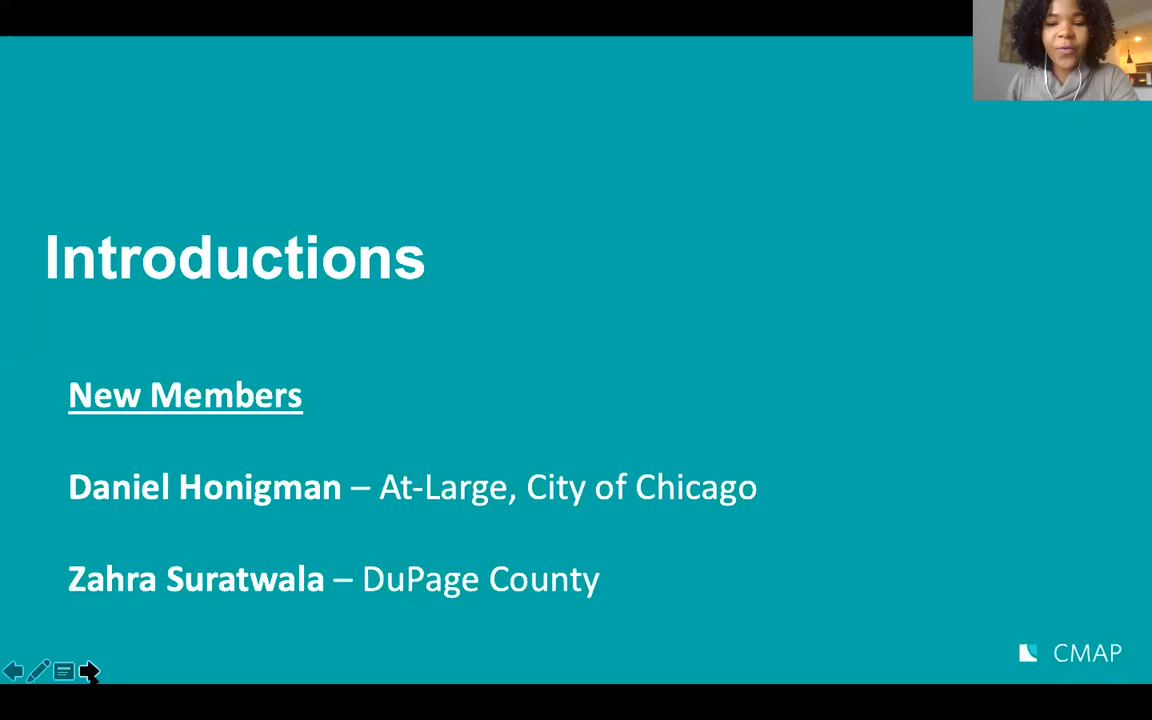 Introductions
New Members
Daniel Honigman – At-Large, City of Chicago
Zahra Suratwala – DuPage County
CMAP